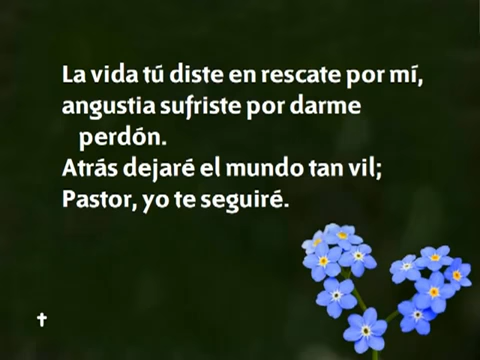 La vida tú diste en rescate por mí,
angustia sufriste por darme
perdón.
Atrás dejaré el mundo tan vil;
Pastor, yo te seguiré.